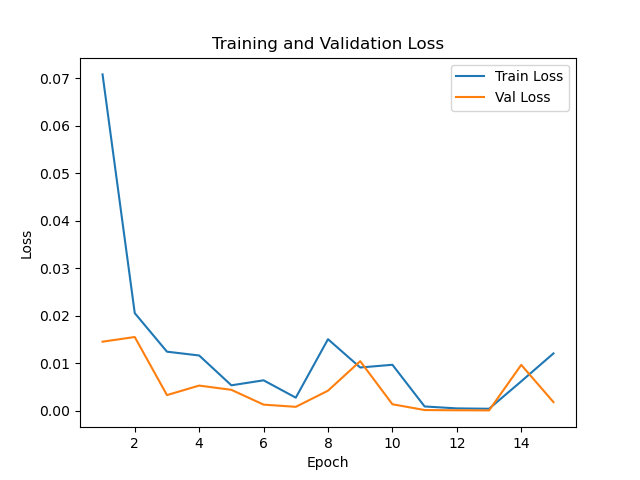 Training and Validation Loss
Train Loss
Val Loss
0.07
0.06
0.05
0.04
0.03
0.02
0.01
0.00
Loss
2 4 6 8 10 12 14
Epoch